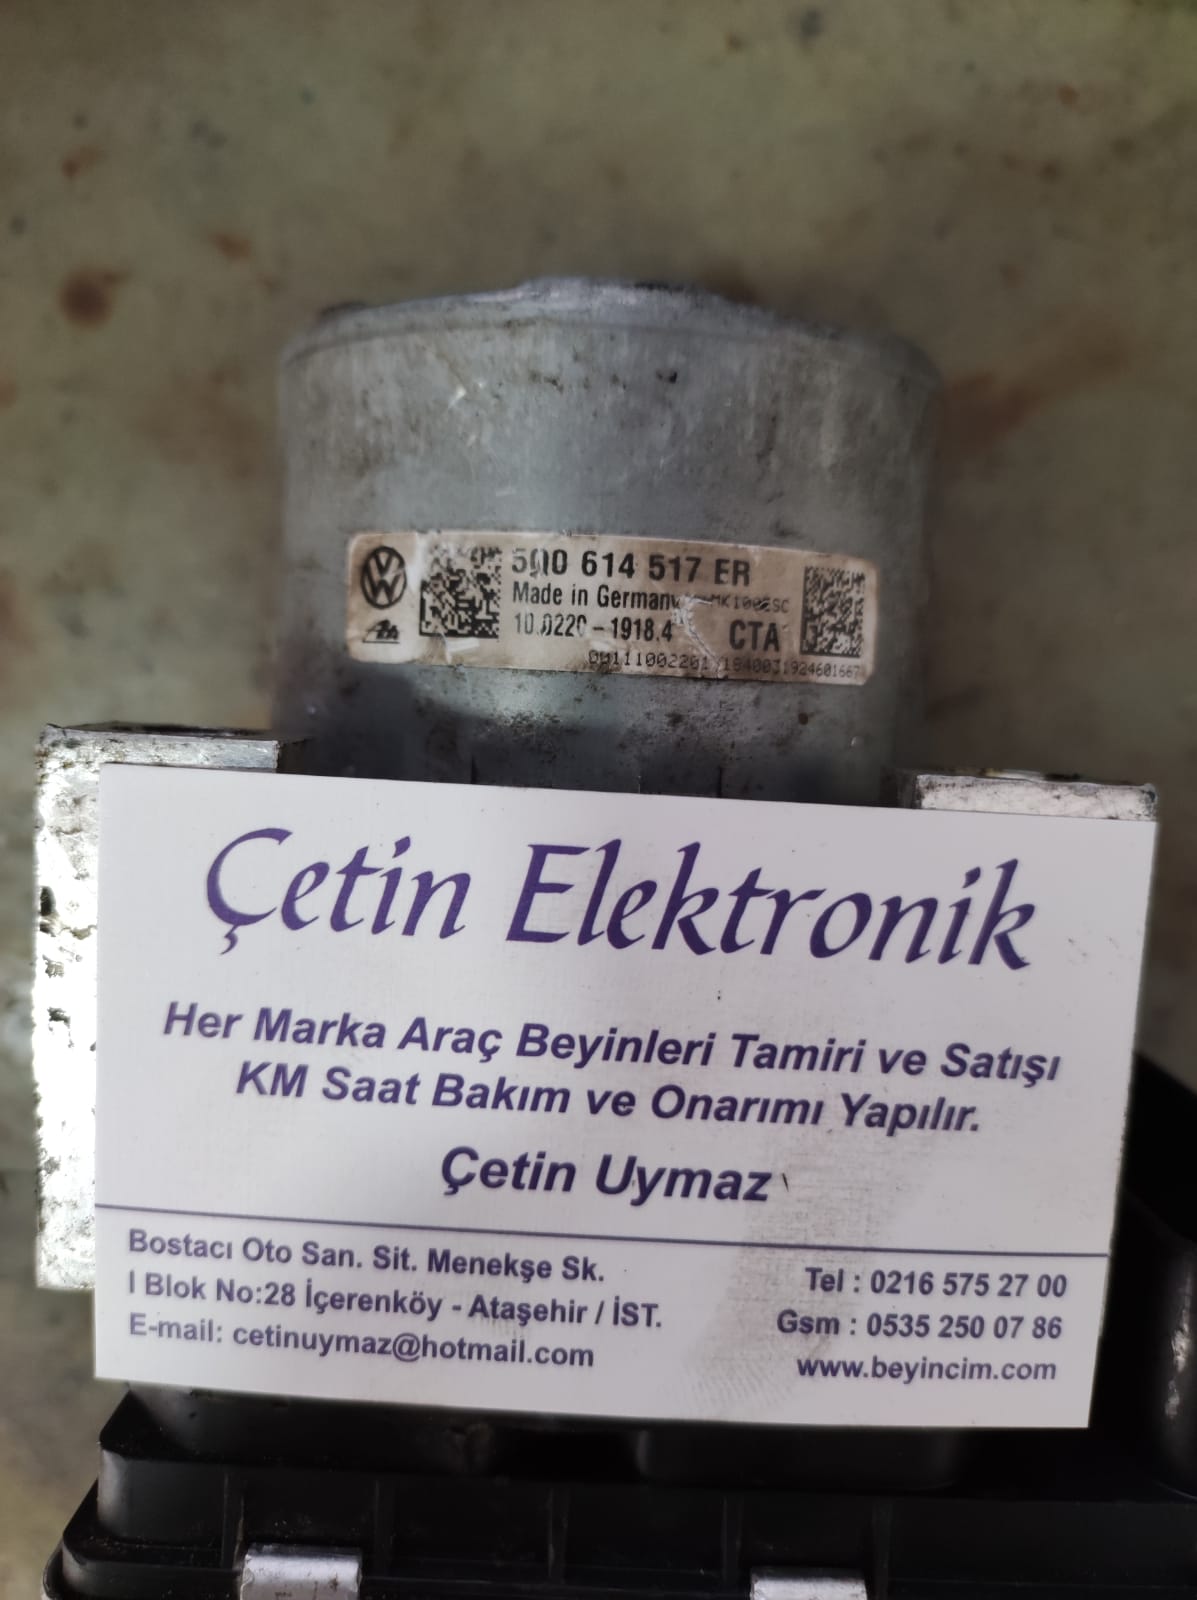 5Q0 614 517 ER
Made in Germany MK100ESC
10.0220-1918.4 CTA
Çetin Elektronik
Her Marka Araç Beyinleri Tamiri ve Satışı
KM Saat Bakım ve Onarımı Yapılır.
Çetin Uymaz
Bostacı Oto San. Sit. Menekşe Sk.
I Blok No:28 İçerenköy - Ataşehir / İST.
E-mail: cetinuymaz@hotmail.com
Tel : 0216 575 27 00
Gsm : 0535 250 07 86
www.beyincim.com